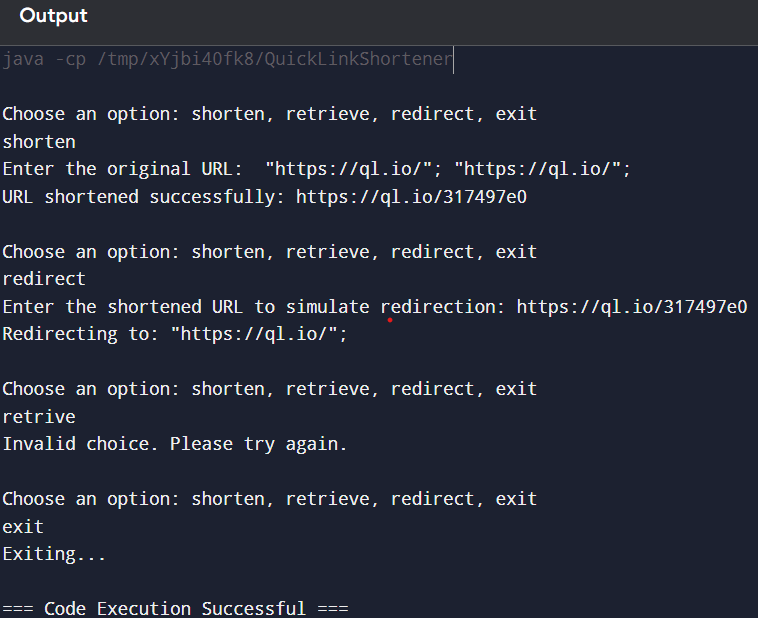 Output
java -cp /tmp/xYjbi40fk8/QuickLinkShortener
Choose an option: shorten, retrieve, redirect, exit
shorten
Enter the original URL:  "https://ql.io/"; "https://ql.io/";
URL shortened successfully: https://ql.io/317497e0
Choose an option: shorten, retrieve, redirect, exit
redirect
Enter the shortened URL to simulate redirection: https://ql.io/317497e0
Redirecting to: "https://ql.io/";
Choose an option: shorten, retrieve, redirect, exit
retrive
Invalid choice. Please try again.
Choose an option: shorten, retrieve, redirect, exit
exit
Exiting...
=== Code Execution Successful ===